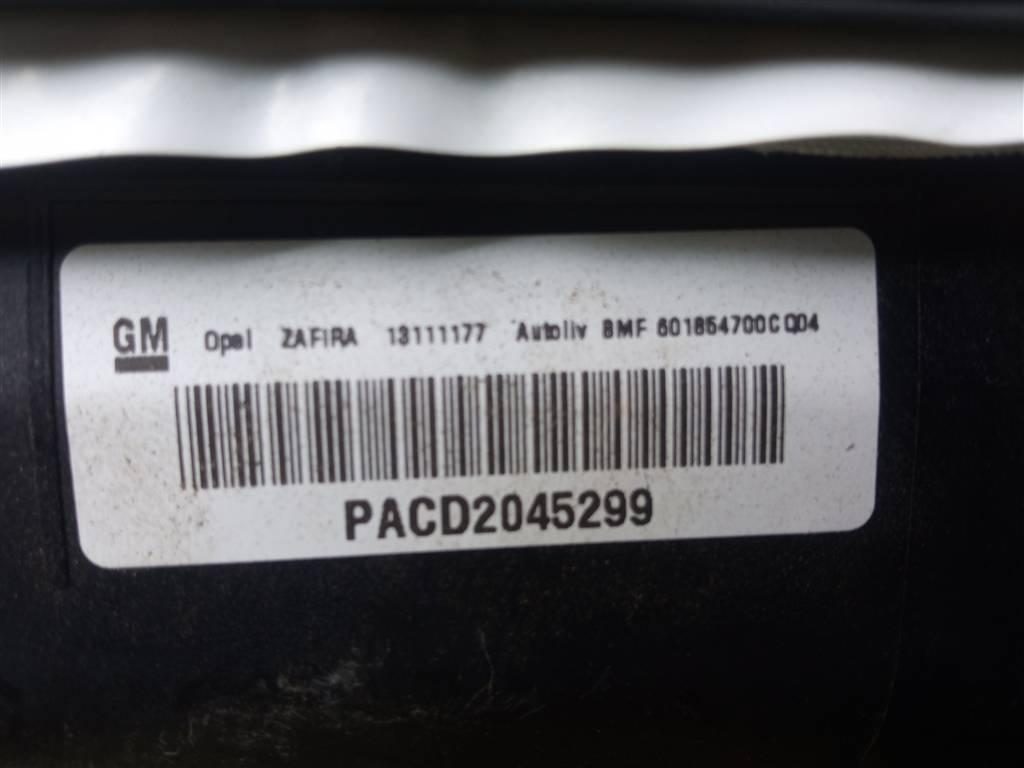 GM Opel ZAFIRA 13111177 Autoliv BMF 601854700C Q04
PACD2045299